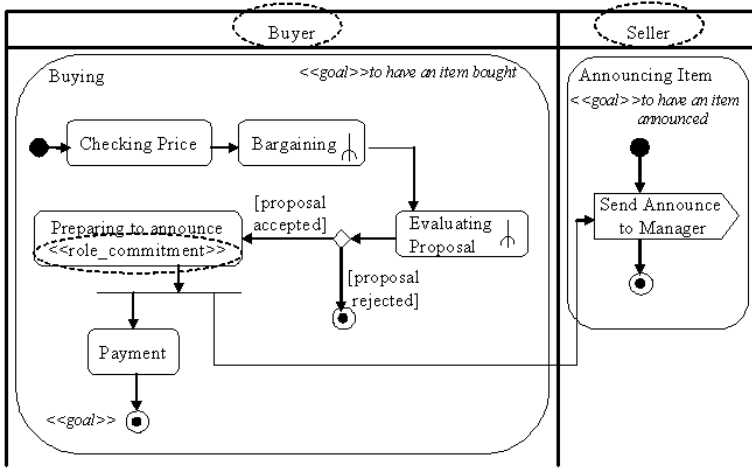 Buyer
Seller
Buying
<<goal>>to have an item bought
Announcing Item
<<goal>>to have an item
announced
Checking Price
Bargaining
Send Announce
to Manager
[proposal
accepted]
Preparing to announce
<<role_commitment>>
Evaluating
Proposal
[proposal
rejected]
Payment
<<goal>>